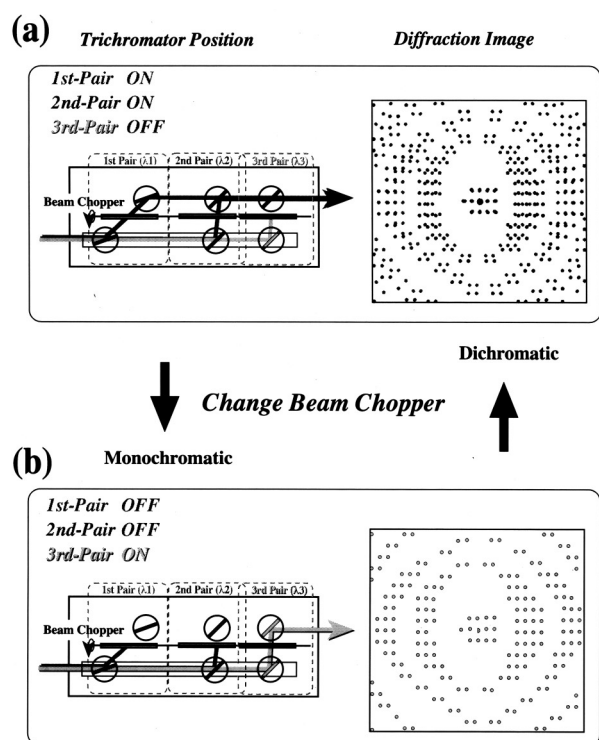 (a)
Trichromator Position
Diffraction Image
1st-Pair ON
2nd-Pair ON
3rd-Pair OFF
1st Pair (λ1) 2nd Pair (λ2) 3rd Pair (λ3)
Beam Chopper
Dichromatic
Change Beam Chopper
(b)
Monochromatic
1st-Pair OFF
2nd-Pair OFF
3rd-Pair ON
1st Pair (λ1) 2nd Pair (λ2) 3rd Pair (λ3)
Beam Chopper